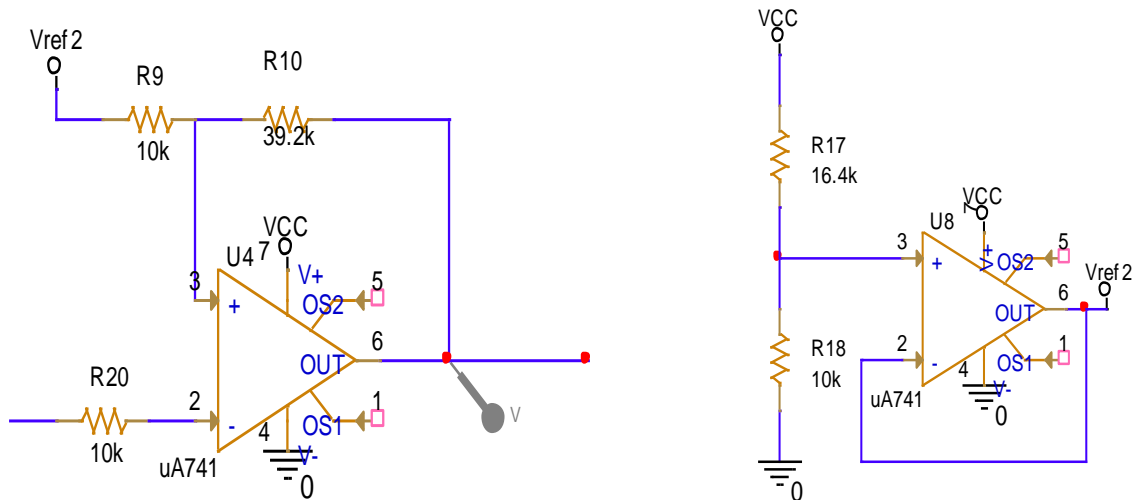 Vref2
R9
10k
R10
39.2k
VCC
U4
7
V+
3
+
OS2
5
6
OUT
R20
10k
2
-
OS1
1
4
V-
uA741
0
V
VCC
R17
16.4k
R18
10k
0
VCC
7
U8
V+
3
+
OS2
5
6
OUT
Vref2
2
-
OS1
1
4
V-
uA741
0